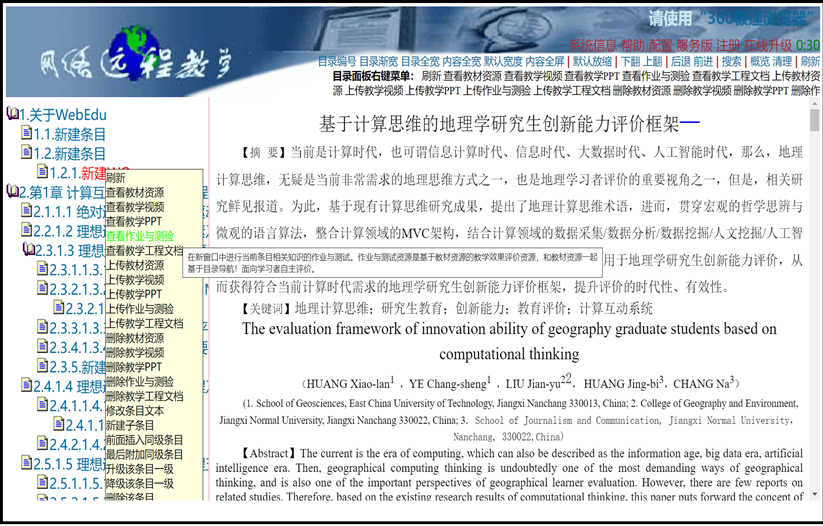 请使用“360极速浏览器”
网络远程教学
系统信息 帮助 配置 服务版 注册 在线升级 0:30
目录编号 目录渐宽 目录全宽 内容全宽 默认宽度 内容全屏 | 默认放缩 | 下翻 上翻 | 后退 前进 | 搜索 | 概览 清理 | 刷新
目录面板右键菜单: 刷新 查看教材资源 查看教学视频 查看教学PPT 查看作业与测验 查看教学工程文档 上传教材资
源 上传教学视频 上传教学PPT 上传作业与测验 上传教学工程文档 删除教材资源 删除教学视频 删除教学PPT 删除作
1.关于WebEdu
1.1.新建条目
1.2.新建条目
1.2.1.新建
2.第1章 计算互
2.1.1.1 绝对
2.2.1.2 理想
2.3.1.3 理想
2.3.1.1.3.1
2.3.2.1.3.
2.3.2.1
2.3.3.1.3.
2.3.4.1.3.4
2.3.5.新建
2.4.1.4 理想
2.4.1.1.4.
2.4.1.1
2.4.2.1.4.
2.5.1.5 理想
2.5.1.1.5.
刷新
查看教材资源
查看教学视频
查看教学PPT
查看作业与测验
查看教学工程文档
上传教材资源
上传教学视频
上传教学PPT
上传作业与测验
上传教学工程文档
删除教材资源
删除教学视频
删除教学PPT
删除作业与测验
删除教学工程文档
修改条目文本
新建子条目
前面插入同级条目
最后附加同级条目
升级该条目一级
降级该条目一级
删除该条目
在新窗口中进行当前条目相关知识的作业与测试。作业与测试资源是基于教材资源的教学效果评价资源，和教材资源一起
基于目录导航！面向学习者自主评价。
基于计算思维的地理学研究生创新能力评价框架—
【摘 要】当前是计算时代，也可谓信息计算时代、信息时代、大数据时代、人工智能时代，那么，地理
计算思维，无疑是当前非常需求的地理思维方式之一，也是地理学习者评价的重要视角之一，但是，相关研
究鲜见报道。为此，基于现有计算思维研究成果，提出了地理计算思维术语，进而，贯穿宏观的哲学思辨与
微观的语言算法，整合计算领域的MVC架构，结合计算领域的数据采集/数据分析/数据挖掘/人文挖掘/人工智
用于地理学研究生创新能力评价，从
而获得符合当前计算时代需求的地理学研究生创新能力评价框架，提升评价的时代性、有效性。
【关键词】地理计算思维；研究生教育；创新能力；教育评价；计算互动系统
The evaluation framework of innovation ability of geography graduate students based on
computational thinking
（HUANG Xiao-lan1 ，YE Chang-sheng1 ，LIU Jian-yu22， HUANG Jing-bi3，CHANG Na3）
(1. School of Geosciences, East China University of Technology, Jiangxi Nanchang 330013, China; 2. College of Geography and Environment,
Jiangxi Normal University, Jiangxi Nanchang 330022, China; 3. School of Journalism and Communication, Jiangxi Normal University,
Nanchang, 330022,China)
【Abstract】The current is the era of computing, which can also be described as the information age, big data era, artificial
intelligence era. Then, geographical computing thinking is undoubtedly one of the most demanding ways of geographical
thinking, and is also one of the important perspectives of geographical learner evaluation. However, there are few reports on
related studies. Therefore, based on the existing research results of computational thinking, this paper puts forward the concept of